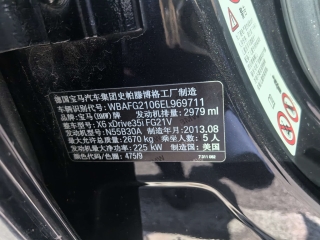 德国宝马汽车集团史帕滕博格工厂制造
车辆识别代号: WBAFG2106EL969711
品牌: 宝马(BMW)牌 发动机排量: 2979 ml
整车型号: X6 xDrive35i FG21V
发动机型号: N55B30A 制造年月: 2013.08
最大允许总质量: 2670 kg 乘坐人数: 5人
发动机最大净功率: 225 kW 制造国: 美国
颜色代码: 475/9